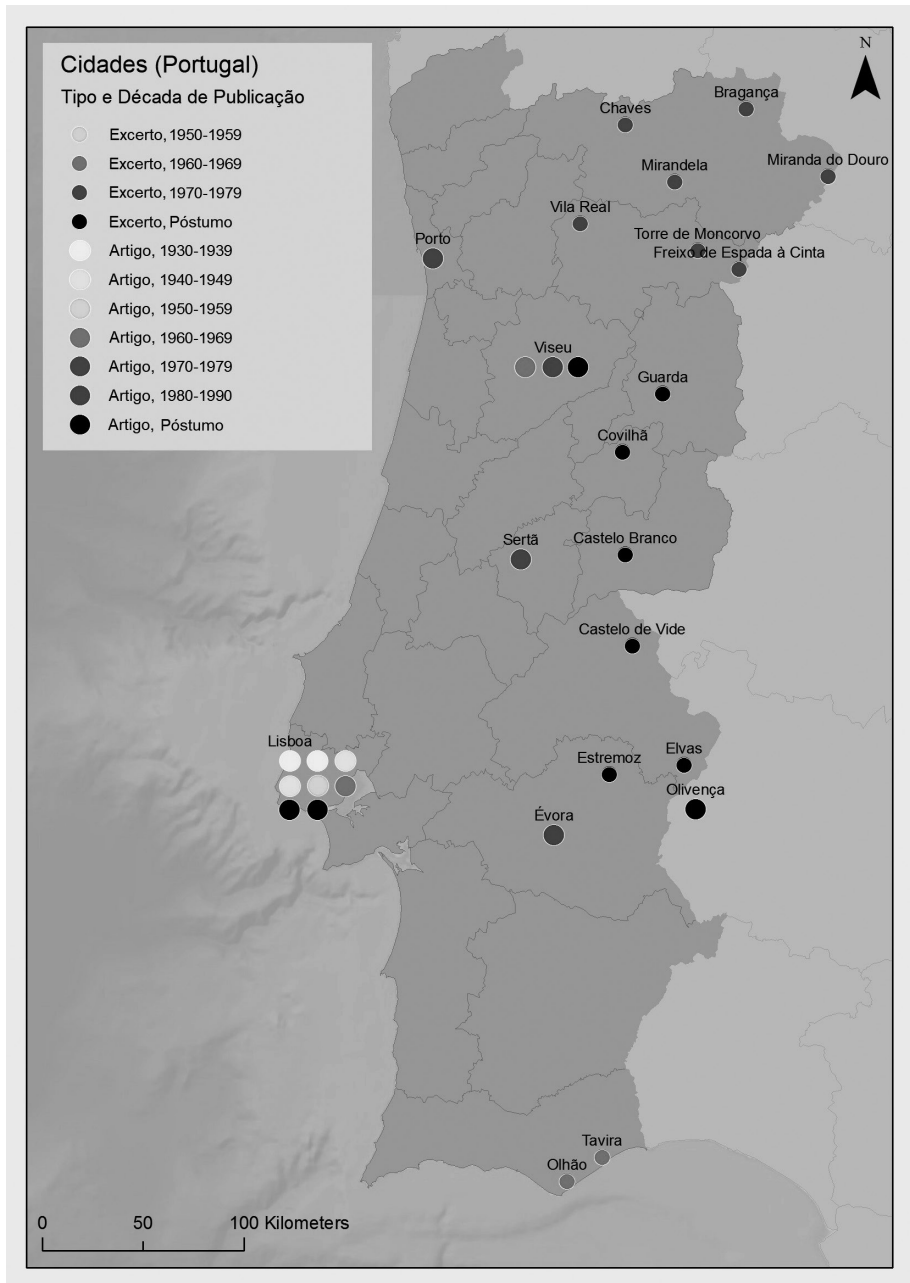 Cidades (Portugal)
Tipo e Década de Publicação
Excerto, 1950-1959
Excerto, 1960-1969
Excerto, 1970-1979
Excerto, Póstumo
Artigo, 1930-1939
Artigo, 1940-1949
Artigo, 1950-1959
Artigo, 1960-1969
Artigo, 1970-1979
Artigo, 1980-1990
Artigo, Póstumo
N
Bragança
Chaves
Miranda do Douro
Mirandela
Vila Real
Torre de Moncorvo
Porto
Freixo de Espada à Cinta
Viseu
Guarda
Covilhã
Sertã
Castelo Branco
Castelo de Vide
Lisboa
Elvas
Estremoz
Olivença
Évora
Tavira
Olhão
0 50 100 Kilometers